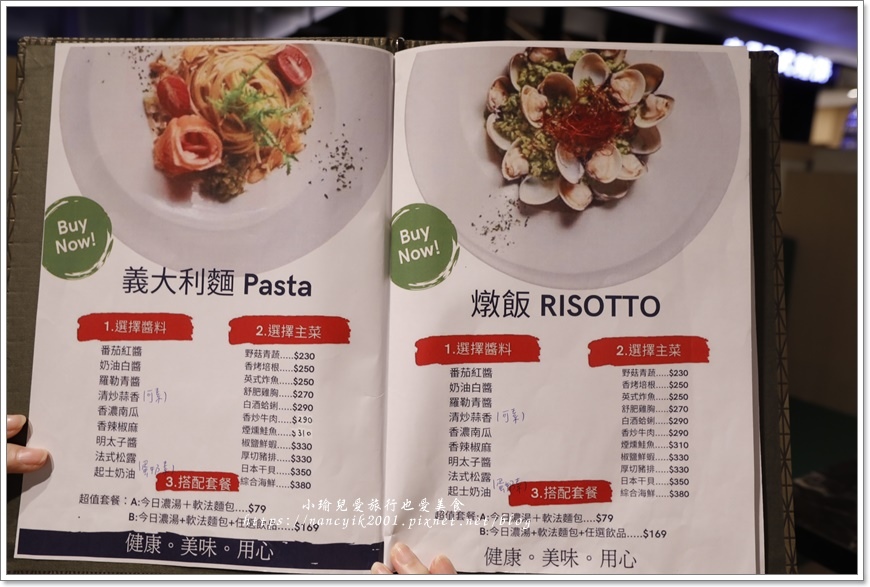 Buy
Now!
義大利麵 Pasta
1.選擇醬料
番茄紅醬
奶油白醬
羅勒青醬
清炒蒜香(可素)
香濃南瓜
香辣椒麻
明太子醬
法式松露
起士奶油
2.選擇主菜
野菇青蔬.....$230
香烤培根.....$250
英式炸魚.....$250
舒肥雞胸.....$270
白酒蛤蜊.....$290
香炒牛肉.....$290
煙燻鮭魚.....$310
椒鹽鮮蝦.....$330
厚切豬排.....$330
日本干貝.....$350
綜合海鮮.....$380
3.搭配套餐
超值套餐：A:今日濃湯＋軟法麵包....$79
B:今日濃湯+軟法麵包+任選飲品.....$169
健康。美味。用心
Buy
Now!
燉飯 RISOTTO
1.選擇醬料
番茄紅醬
奶油白醬
羅勒青醬
清炒蒜香(可素)
香濃南瓜
香辣椒麻
明太子醬
法式松露
起士奶油
2.選擇主菜
野菇青蔬.....$230
香烤培根.....$250
英式炸魚.....$250
舒肥雞胸.....$270
白酒蛤蜊.....$290
香炒牛肉.....$290
煙燻鮭魚.....$310
椒鹽鮮蝦.....$330
厚切豬排.....$330
日本干貝.....$350
綜合海鮮.....$380
3.搭配套餐
超值套餐：A:今日濃湯＋軟法麵包....$79
B:今日濃湯+軟法麵包+任選飲品.....$169
健康。美味。用心
小瑜兒愛旅行也愛美食
https://nancyik2001.pixnet.net/blog